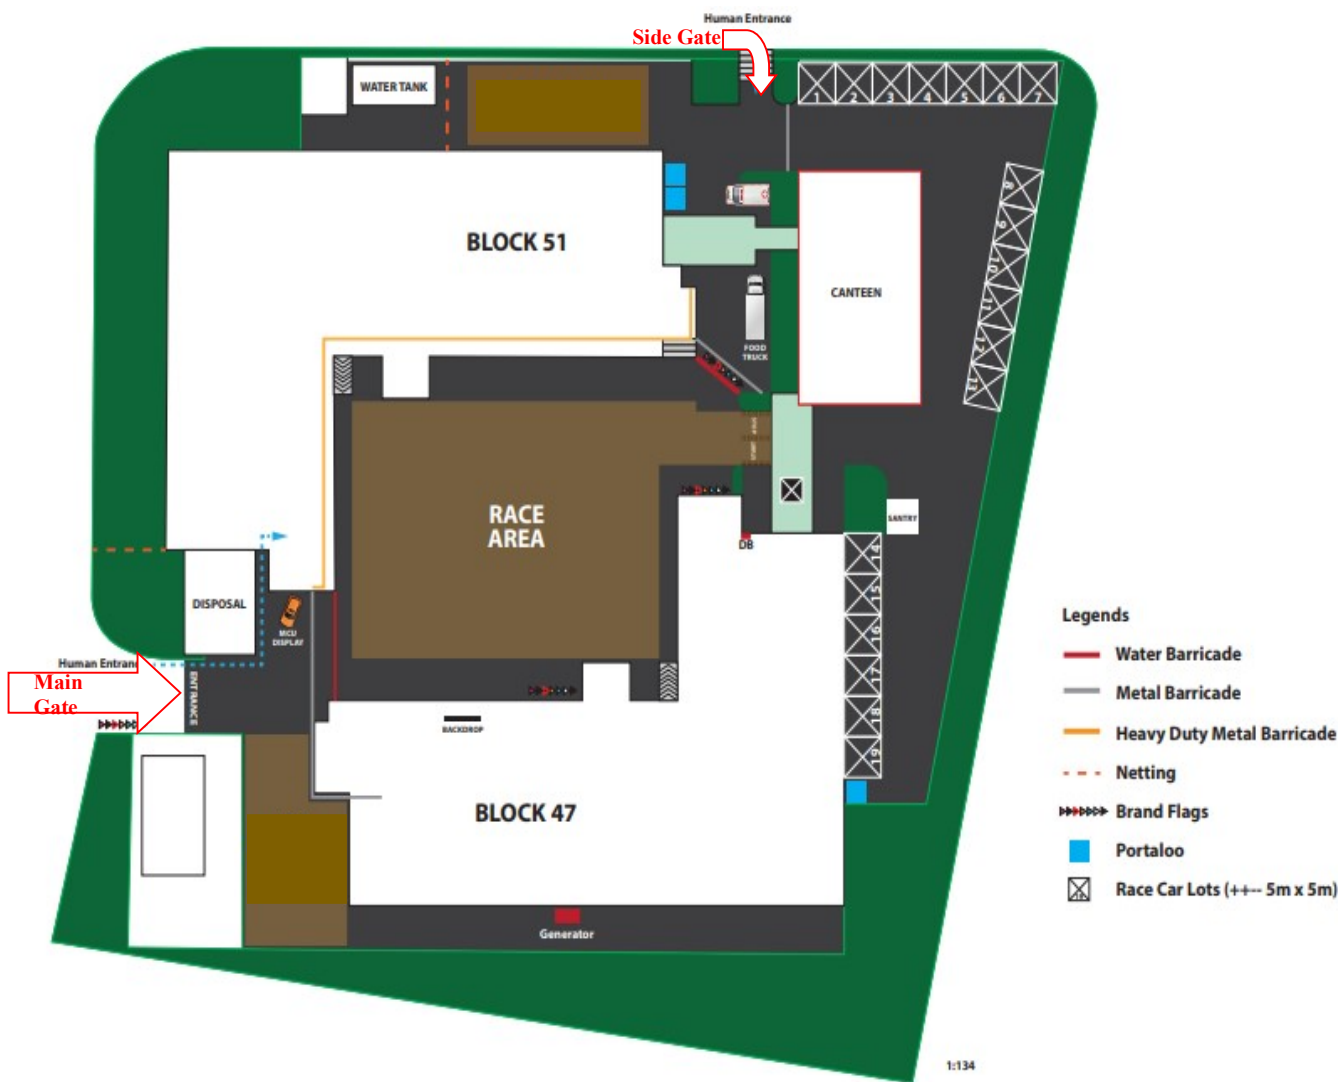 Human Entrance
Side Gate
WATER TANK
1 2 3 4 5 6 7
8
9
10
11
12
13
BLOCK 51
CANTEEN
FOOD
TRUCK
RACE
AREA
SANTRY
DB
14
15
16
17
18
19
DISPOSAL
MCU
DISPLAY
Human Entranc
Main
Gate
ENTRANCE
BACKDROP
BLOCK 47
Generator
Legends
Water Barricade
Metal Barricade
Heavy Duty Metal Barricade
Netting
Brand Flags
Portaloo
Race Car Lots (++-- 5m x 5m)
1:134